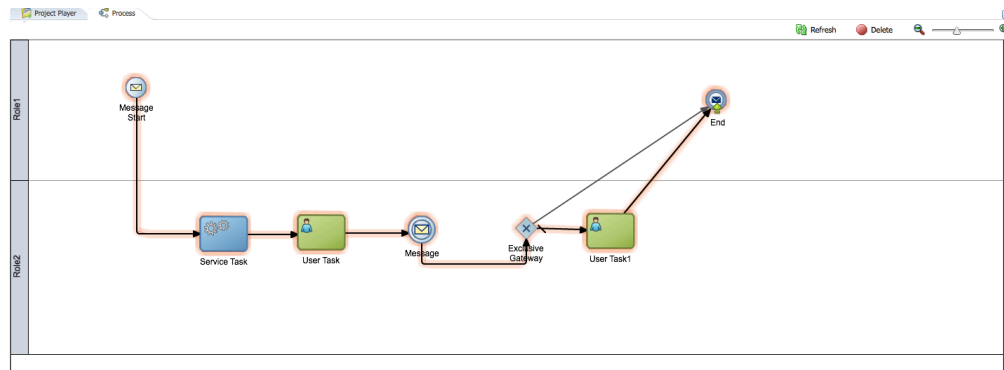 Project Player
Process
Refresh
Delete
Role1
Message
Start
End
Role2
Service Task
User Task
Message
Exclusive
Gateway
User Task1